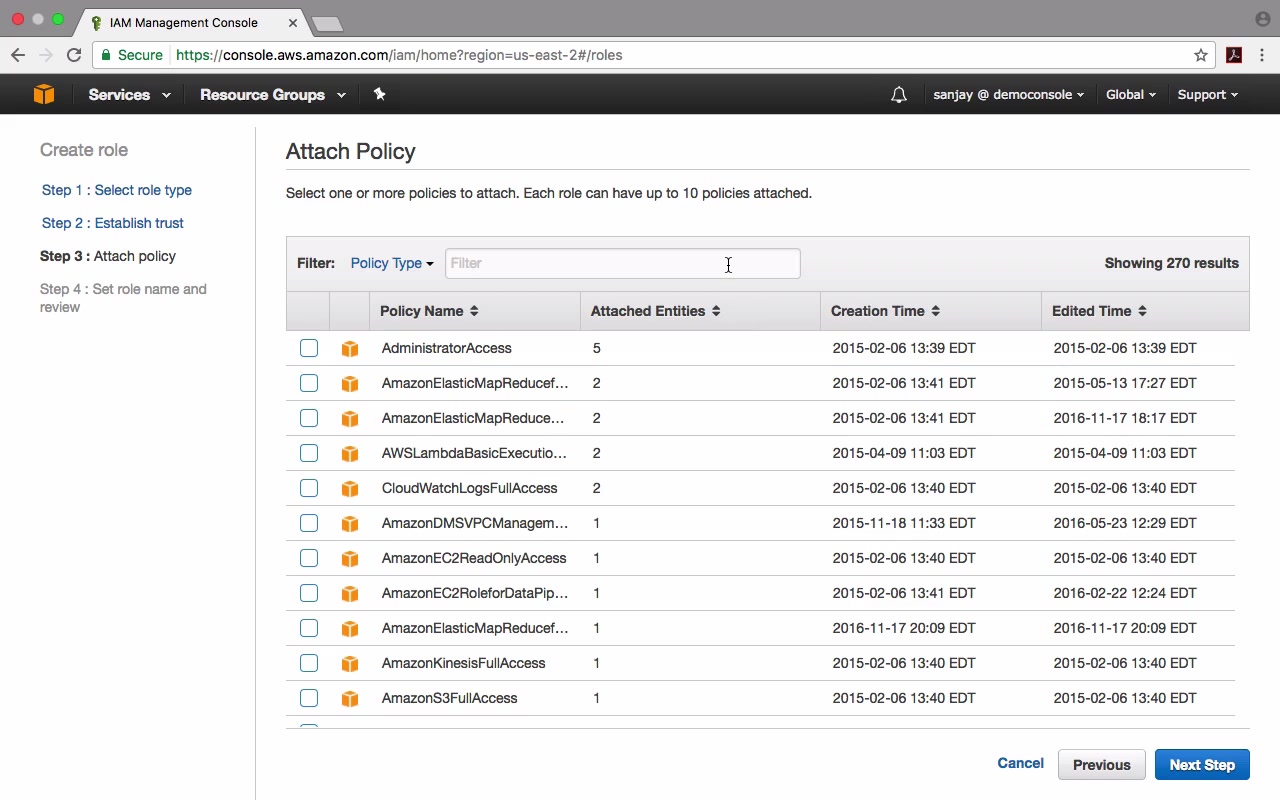 IAM Management Console
Secure https://console.aws.amazon.com/iam/home?region=us-east-2#/roles
Services Resource Groups sanjay @ democonsole Global Support
Create role
Step 1 : Select role type
Step 2 : Establish trust
Step 3 : Attach policy
Step 4 : Set role name and
review
Attach Policy
Select one or more policies to attach. Each role can have up to 10 policies attached.
Filter: Policy Type Filter Showing 270 results
Policy Name Attached Entities Creation Time Edited Time
AdministratorAccess 5 2015-02-06 13:39 EDT 2015-02-06 13:39 EDT
AmazonElasticMapReducef... 2 2015-02-06 13:41 EDT 2015-05-13 17:27 EDT
AmazonElasticMapReduce... 2 2015-02-06 13:41 EDT 2016-11-17 18:17 EDT
AWSLambdaBasicExecutio... 2 2015-04-09 11:03 EDT 2015-04-09 11:03 EDT
CloudWatchLogsFullAccess 2 2015-02-06 13:40 EDT 2015-02-06 13:40 EDT
AmazonDMSVPCManagem... 1 2015-11-18 11:33 EDT 2016-05-23 12:29 EDT
AmazonEC2ReadOnlyAccess 1 2015-02-06 13:40 EDT 2015-02-06 13:40 EDT
AmazonEC2RoleforDataPip... 1 2015-02-06 13:41 EDT 2016-02-22 12:24 EDT
AmazonElasticMapReducef... 1 2016-11-17 20:09 EDT 2016-11-17 20:09 EDT
AmazonKinesisFullAccess 1 2015-02-06 13:40 EDT 2015-02-06 13:40 EDT
AmazonS3FullAccess 1 2015-02-06 13:40 EDT 2015-02-06 13:40 EDT
Cancel Previous Next Step